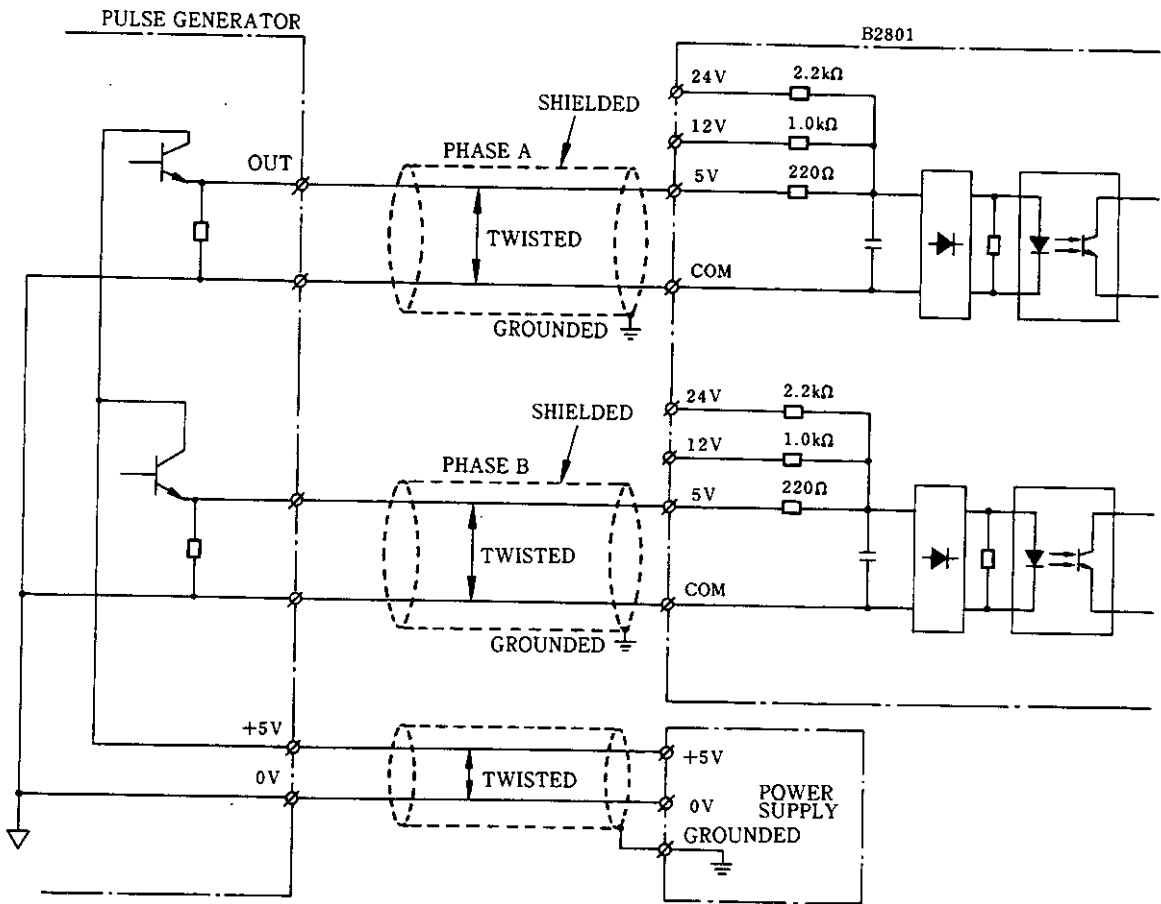 PULSE GENERATOR
B2801
24V
2.2kΩ
SHIELDED
12V
1.0kΩ
PHASE A
OUT
5V
220Ω
TWISTED
COM
GROUNDED
24V
2.2kΩ
SHIELDED
12V
1.0kΩ
PHASE B
5V
220Ω
TWISTED
COM
GROUNDED
+5V
+5V
TWISTED
0V
0V
POWER
SUPPLY
GROUNDED